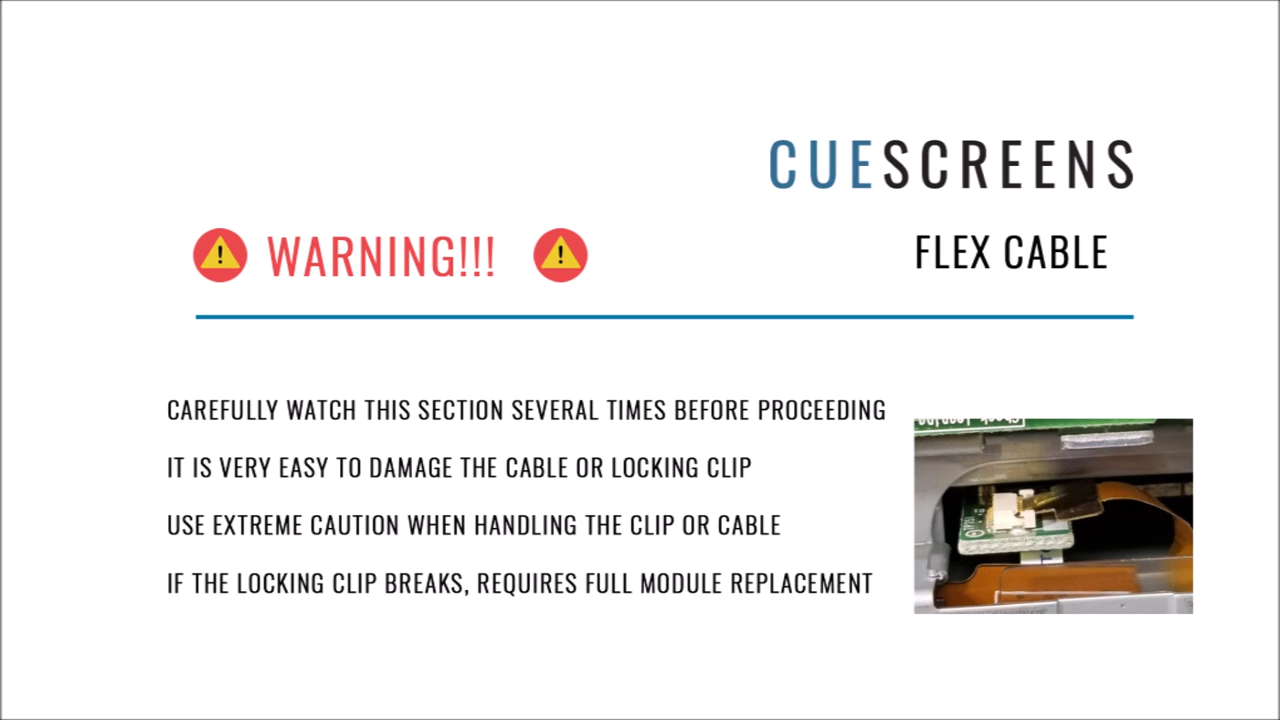 CUESCREENS
WARNING!!!
FLEX CABLE
CAREFULLY WATCH THIS SECTION SEVERAL TIMES BEFORE PROCEEDING
IT IS VERY EASY TO DAMAGE THE CABLE OR LOCKING CLIP
USE EXTREME CAUTION WHEN HANDLING THE CLIP OR CABLE
IF THE LOCKING CLIP BREAKS, REQUIRES FULL MODULE REPLACEMENT